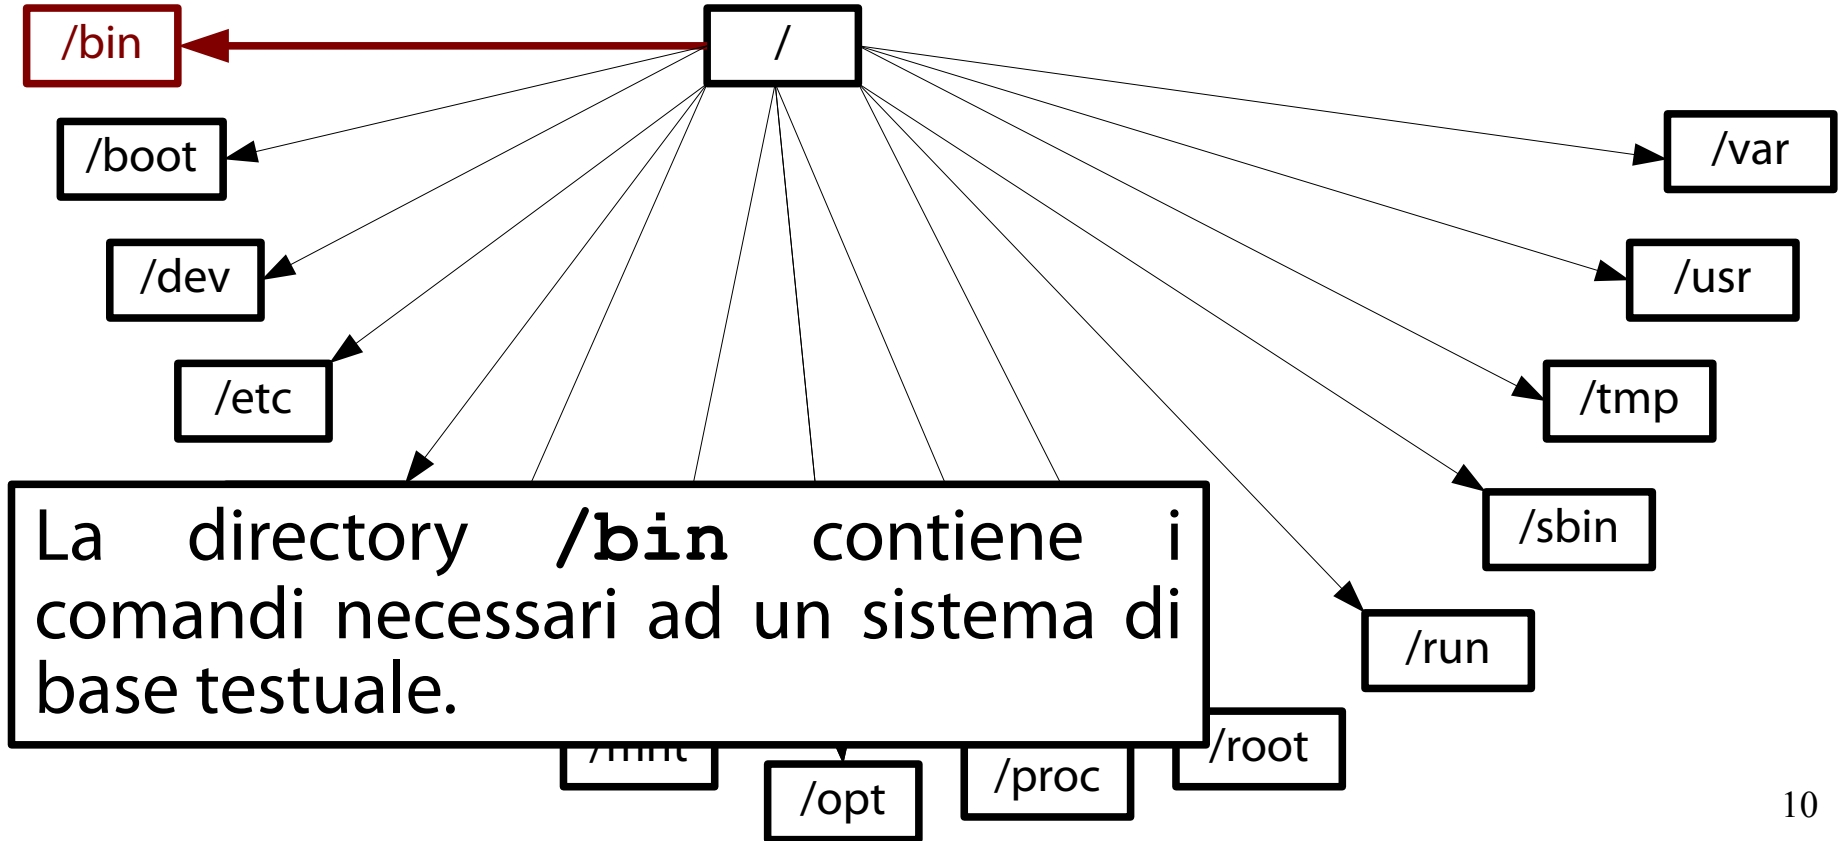 /bin
/
/boot
/var
/dev
/usr
/etc
/tmp
La directory /bin contiene i
comandi necessari ad un sistema di
base testuale.
/sbin
/run
/mnt
/opt
/proc
/root
10